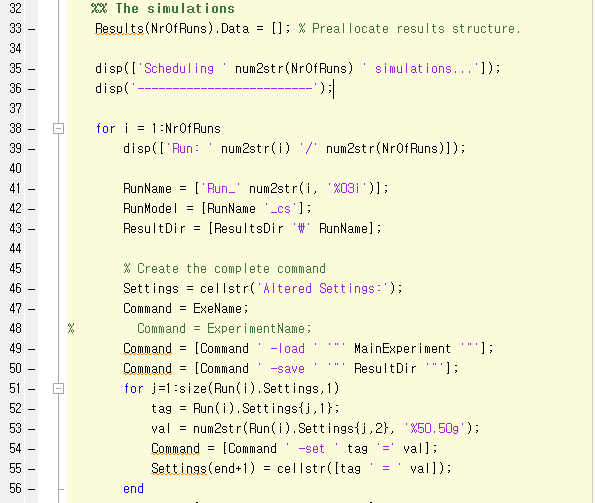 32 %% The simulations
33 – Results(NrOfRuns).Data = []; % Preallocate results structure.
34
35 – disp(['Scheduling ' num2str(NrOfRuns) ' simulations...']);
36 – disp('-------------------------');
37
38 – for i = 1:NrOfRuns
39 – disp(['Run: ' num2str(i) '/' num2str(NrOfRuns)]);
40
41 – RunName = ['Run_' num2str(i, '%03i')];
42 – RunModel = [RunName '_cs'];
43 – ResultDir = [ResultsDir '₩' RunName];
44
45 % Create the complete command
46 – Settings = cellstr('Altered Settings:');
47 – Command = ExeName;
48 % Command = ExperimentName;
49 – Command = [Command ' -load ' '"' MainExperiment '"'];
50 – Command = [Command ' -save ' '"' ResultDir '"'];
51 – for j=1:size(Run(i).Settings,1)
52 – tag = Run(i).Settings{j,1};
53 – val = num2str(Run(i).Settings{j,2}, '%50.50g');
54 – Command = [Command ' -set ' tag '=' val];
55 – Settings(end+1) = cellstr([tag ' = ' val]);
56 – end